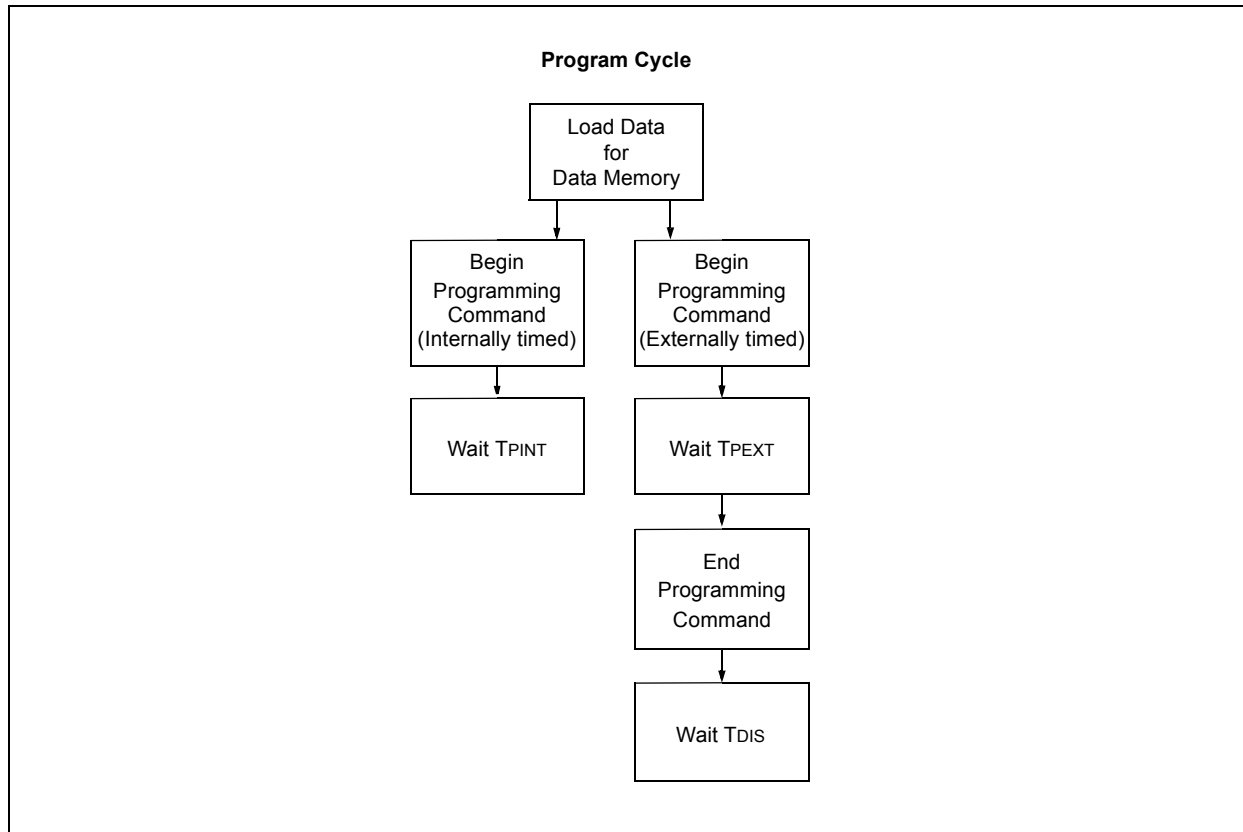 Program Cycle
Load Data
for
Data Memory
Begin
Programming
Command
(Internally timed)
Begin
Programming
Command
(Externally timed)
Wait TPINT
Wait TPEXT
End
Programming
Command
Wait TDIS